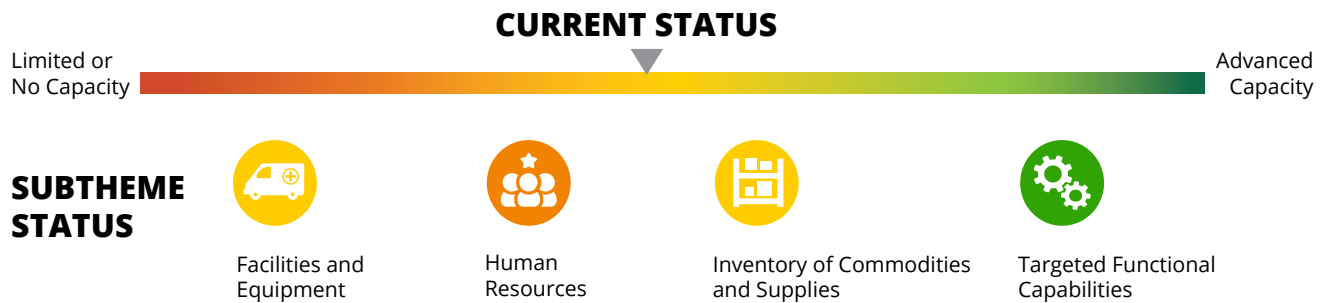 CURRENT STATUS
Limited or
No Capacity
Advanced
Capacity
SUBTHEME
STATUS
Facilities and
Equipment
Human
Resources
Inventory of Commodities
and Supplies
Targeted Functional
Capabilities